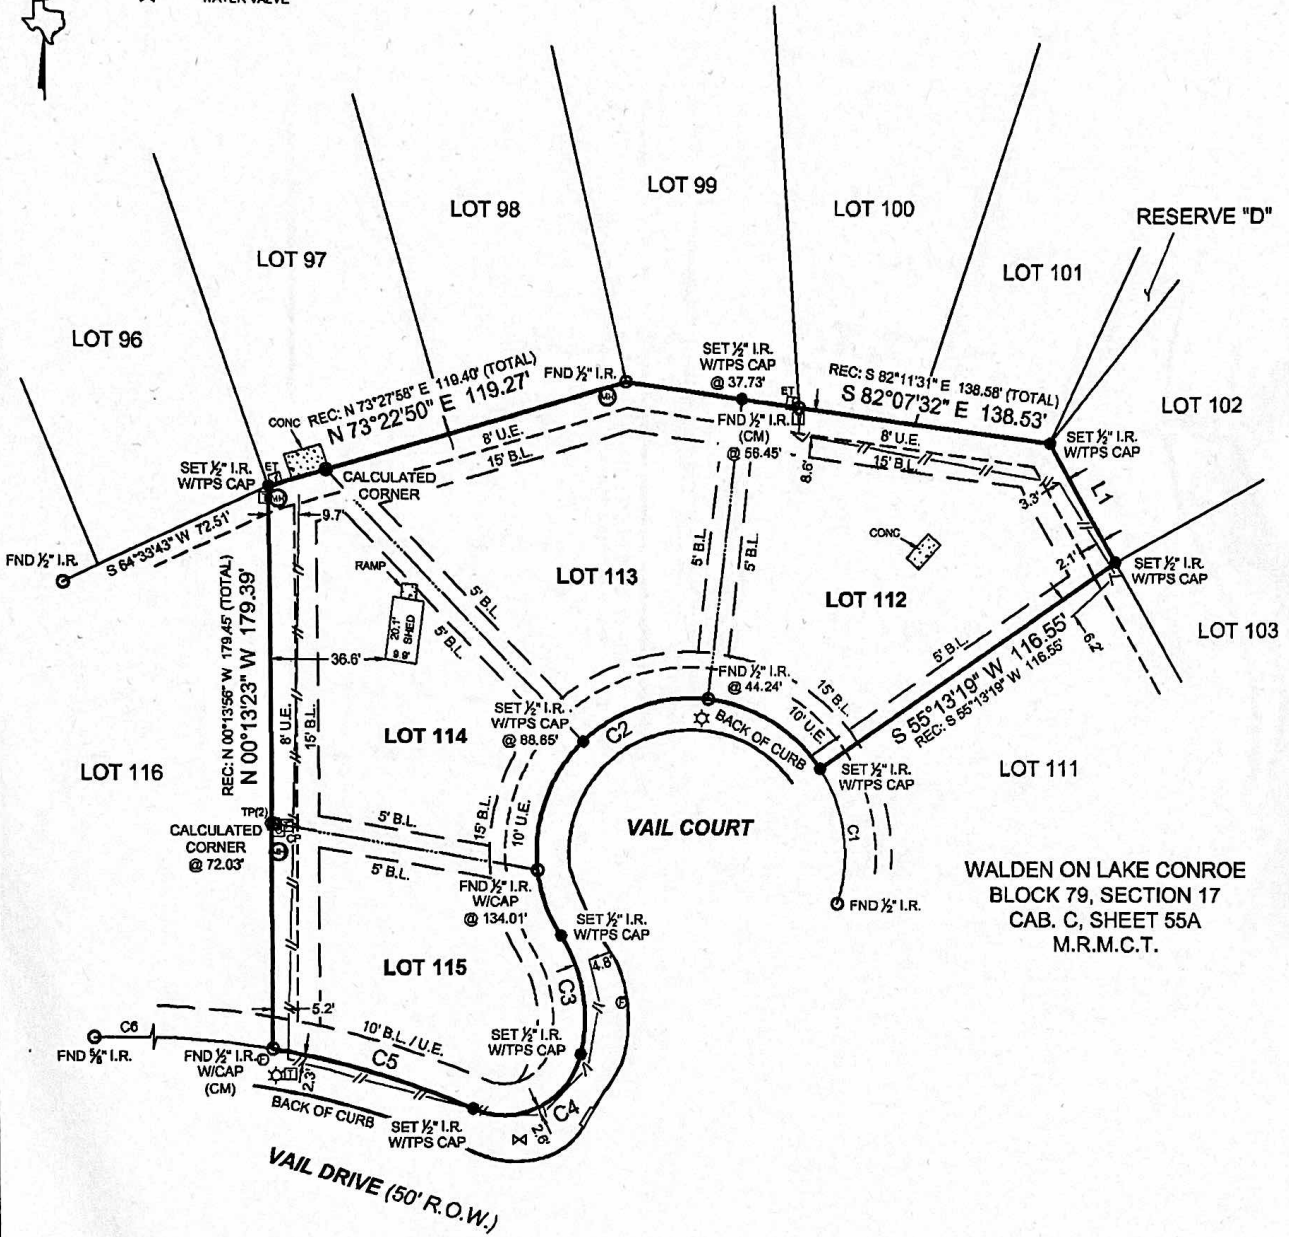 WATER VALVE
LOT 99
LOT 98
LOT 100
RESERVE "D"
LOT 97
LOT 101
LOT 96
SET ½" I.R.
W/TPS CAP
@ 37.73'
REC: N 73°27'58" E 119.40' (TOTAL)
N 73°22'50" E 119.27'
FND ½" I.R.
MH
ET
REC: S 82°11'31" E 138.58' (TOTAL)
S 82°07'32" E 138.53'
LOT 102
CONC
8' U.E.
15' B.L.
FND ½" I.R.
(CM)
@ 56.45'
T
8' U.E.
15' B.L.
8.6'
SET ½" I.R.
W/TPS CAP
L1
3.3'
ET
SET ½" I.R.
W/TPS CAP
T
MH
CALCULATED
CORNER
9.7'
S 64°33'43" W 72.51'
FND ½" I.R.
CONC
2.1'
SET ½" I.R.
W/TPS CAP
RAMP
LOT 113
5' B.L.
5' B.L.
LOT 112
20.1'
SHED
9.9'
5' B.L.
5' B.L.
6.2'
LOT 103
36.6'
5' B.L.
S 55°13'19" W 116.55'
REC: S 55°13'19" W 116.55'
REC: N 00°13'56" W 179.45' (TOTAL)
N 00°13'23" W 179.39'
8' U.E.
15' B.L.
FND ½" I.R.
@ 44.24'
15' B.L.
10' U.E.
SET ½" I.R.
W/TPS CAP
@ 88.65'
C2
BACK OF CURB
LOT 114
LOT 116
LOT 111
SET ½" I.R.
W/TPS CAP
TP(2)
CALCULATED
CORNER
@ 72.03'
5' B.L.
5' B.L.
15' B.L.
10' U.E.
VAIL COURT
C1
FND ½" I.R.
W/CAP
@ 134.01'
FND ½" I.R.
WALDEN ON LAKE CONROE
BLOCK 79, SECTION 17
CAB. C, SHEET 55A
M.R.M.C.T.
SET ½" I.R.
W/TPS CAP
LOT 115
4.8'
C3
5.2'
10' B.L. / U.E.
SET ½" I.R.
W/TPS CAP
C6
FND ⅝" I.R.
FND ½" I.R.
W/CAP
(CM)
T
C5
2.3'
BACK OF CURB
SET ½" I.R.
W/TPS CAP
C4
2.6'
VAIL DRIVE (50' R.O.W.)